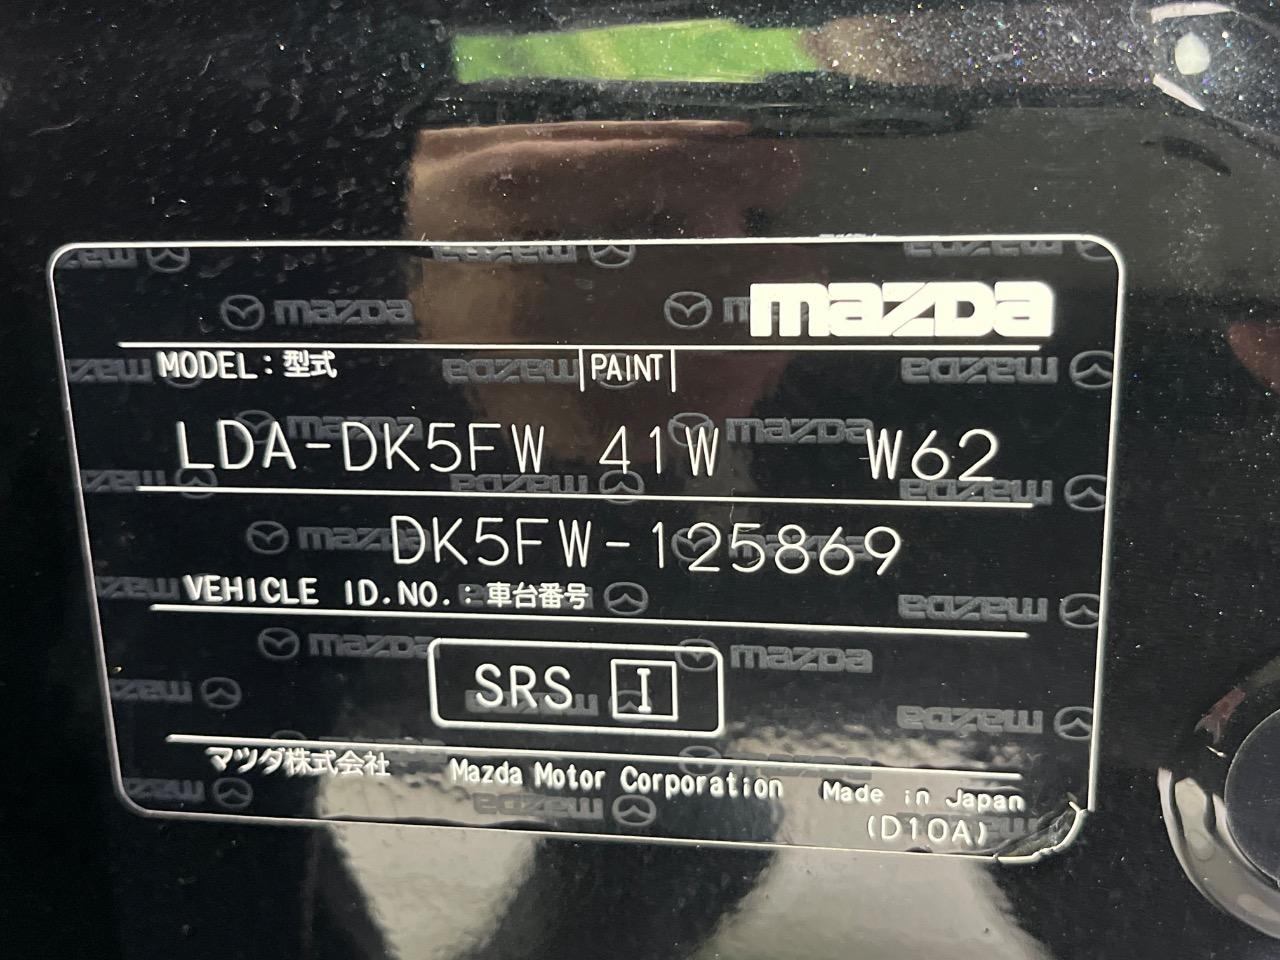 mazda
MODEL：型式 PAINT
LDA-DK5FW 41W W62
DK5FW-125869
VEHICLE ID.NO.：車台番号
SRS I
マツダ株式会社 Mazda Motor Corporation Made in Japan
(D10A)